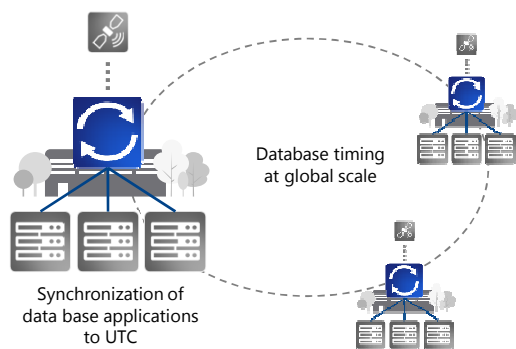 Database timing
at global scale
Synchronization of
data base applications
to UTC